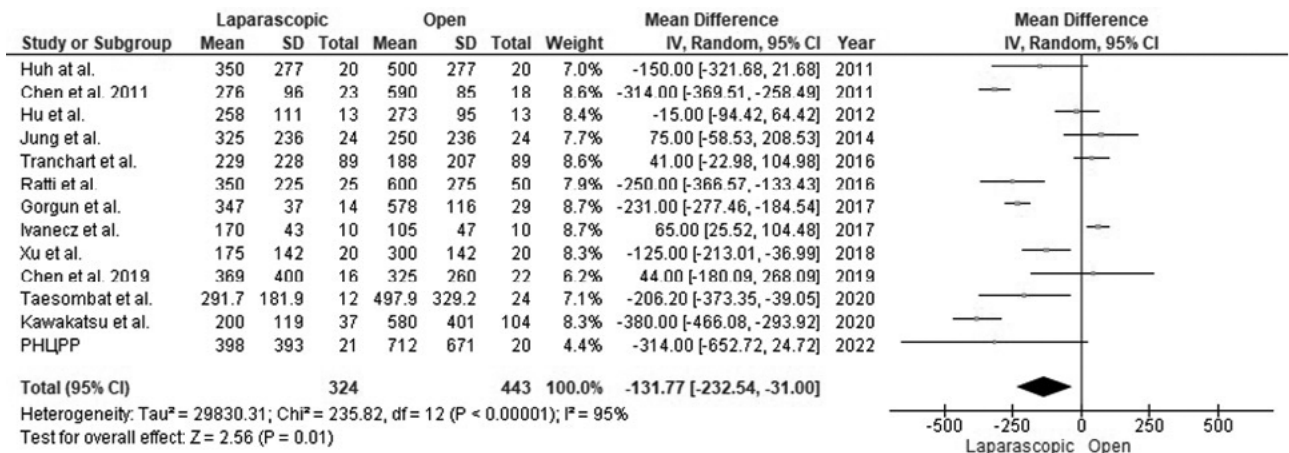 Laparascopic Open Mean Difference Mean Difference
Study or Subgroup Mean SD Total Mean SD Total Weight IV, Random, 95% CI Year IV, Random, 95% CI
Huh at al. 350 277 20 500 277 20 7.0% -150.00 [-321.68, 21.68] 2011
Chen et al. 2011 276 96 23 590 85 18 8.6% -314.00 [-369.51, -258.49] 2011
Hu et al. 258 111 13 273 95 13 8.4% -15.00 [-94.42, 64.42] 2012
Jung et al. 325 236 24 250 236 24 7.7% 75.00 [-58.53, 208.53] 2014
Tranchart et al. 229 228 89 188 207 89 8.6% 41.00 [-22.98, 104.98] 2016
Ratti et al. 350 225 25 600 275 50 7.9% -250.00 [-366.57, -133.43] 2016
Gorgun et al. 347 37 14 578 116 29 8.7% -231.00 [-277.46, -184.54] 2017
Ivanecz et al. 170 43 10 105 47 10 8.7% 65.00 [25.52, 104.48] 2017
Xu et al. 175 142 20 300 142 20 8.3% -125.00 [-213.01, -36.99] 2018
Chen et al. 2019 369 400 16 325 260 22 6.2% 44.00 [-180.09, 268.09] 2019
Taesombat et al. 291.7 181.9 12 497.9 329.2 24 7.1% -206.20 [-373.35, -39.05] 2020
Kawakatsu et al. 200 119 37 580 401 104 8.3% -380.00 [-466.08, -293.92] 2020
РНЦРР 398 393 21 712 671 20 4.4% -314.00 [-652.72, 24.72] 2022
Total (95% CI) 324 443 100.0% -131.77 [-232.54, -31.00]
Heterogeneity: Tau² = 29830.31; Chi² = 235.82, df = 12 (P < 0.00001); I² = 95%
Test for overall effect: Z = 2.56 (P = 0.01)
-500 -250 0 250 500
Laparascopic Open